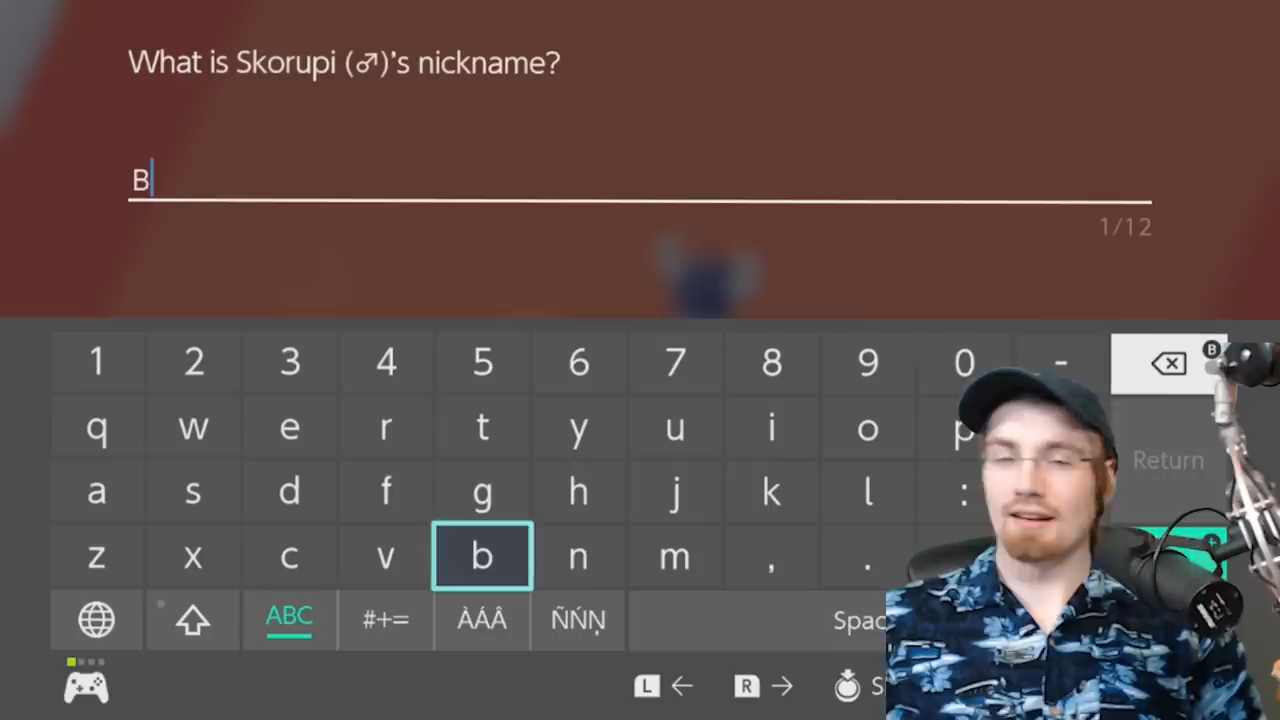 What is Skorupi (♂)'s nickname?
B
1/12
1 2 3 4 5 6 7 8 9 0 - B
q w e r t y u i o p
Return
a s d f g h j k l :
z x c v b n m , .
ABC #+= ÀÁÂ ÑŃŅ Spac
L ← R → S